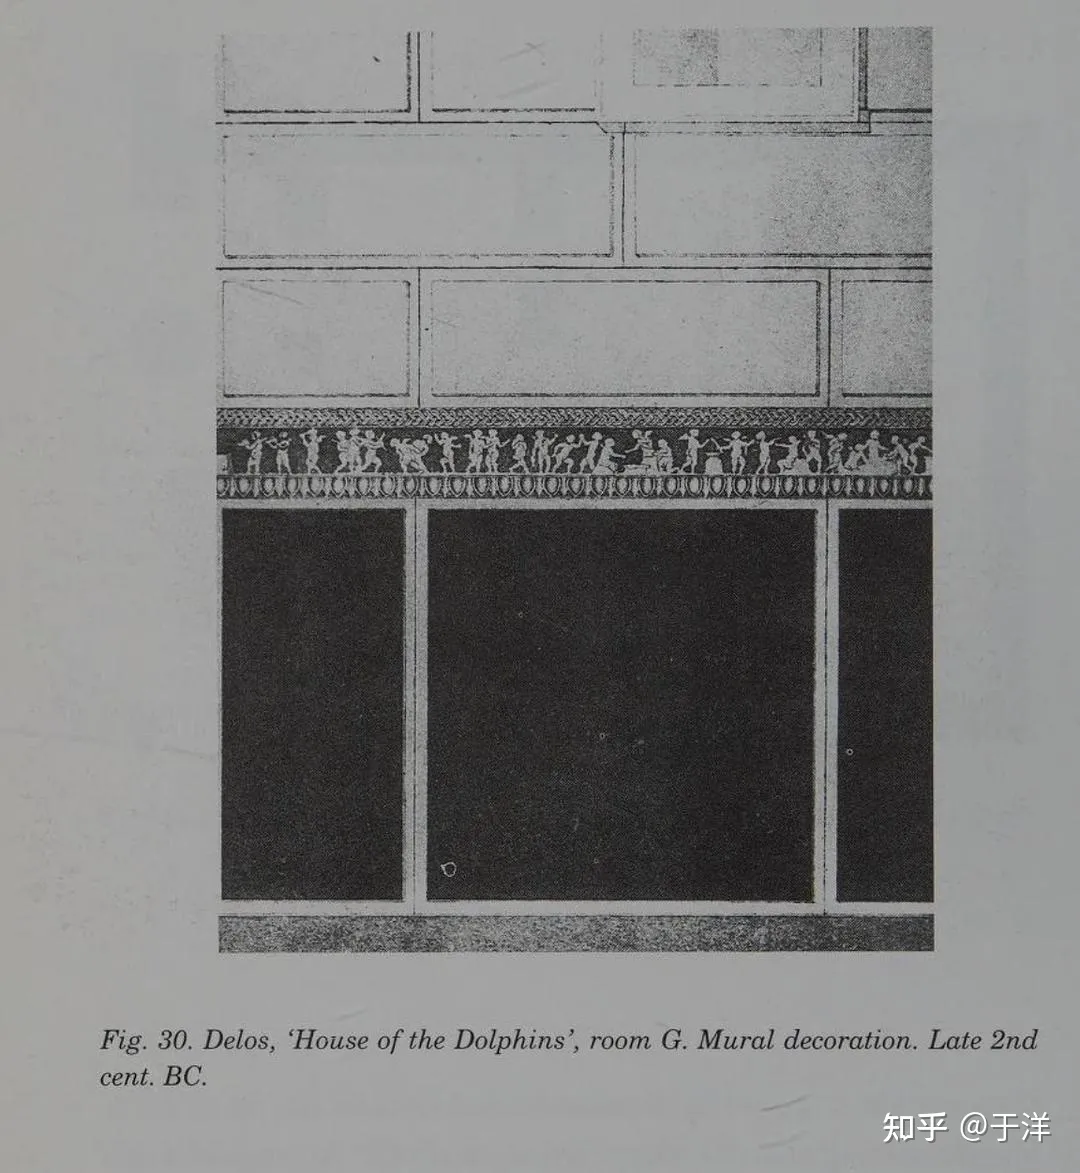 Fig. 30. Delos, ‘House of the Dolphins’, room G. Mural decoration. Late 2nd
cent. BC.
知乎 @于洋